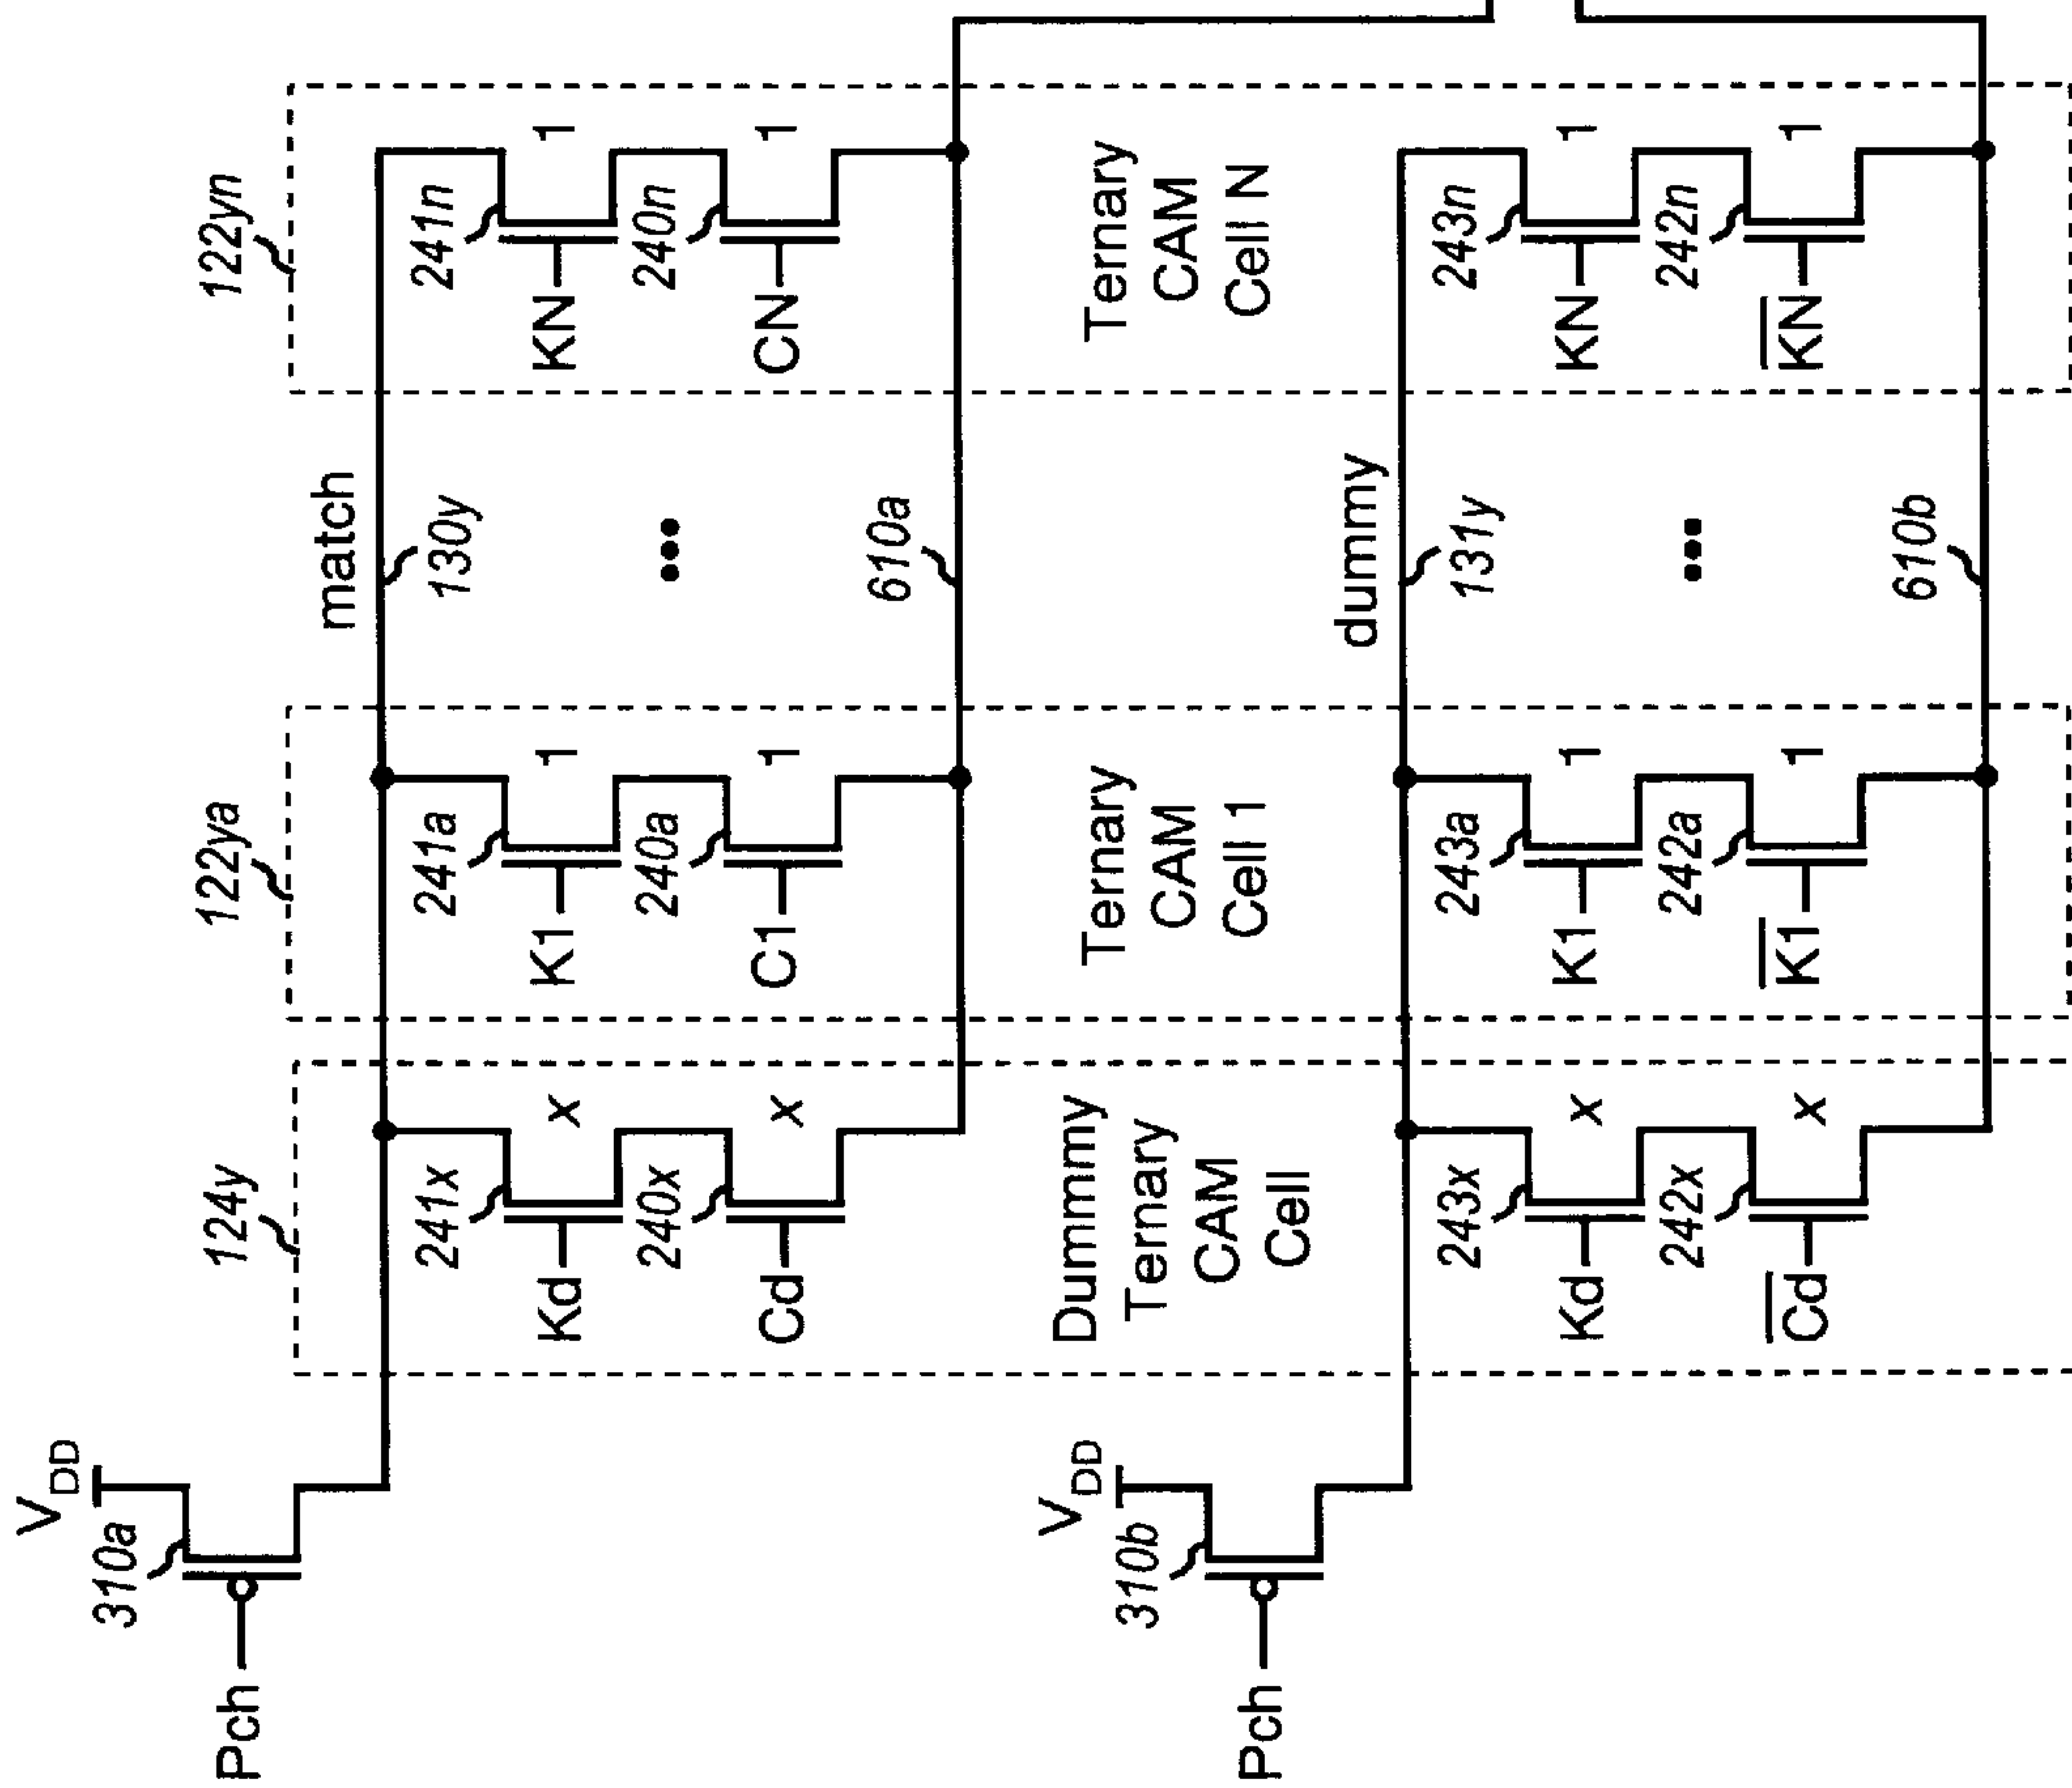 122yn
241n
1
KN
240n
1
CN
Ternary
CAM
Cell N
243n
1
KN
242n
1
KN
match
130y
•••
610a
dummy
131y
•••
610b
122ya
241a
1
K1
240a
1
C1
Ternary
CAM
Cell 1
243a
1
K1
242a
1
K1
124y
241x
x
Kd
240x
x
Cd
Dummmy
Ternary
CAM
Cell
243x
x
Kd
242x
x
Cd
VDD
310a
Pch
VDD
310b
Pch